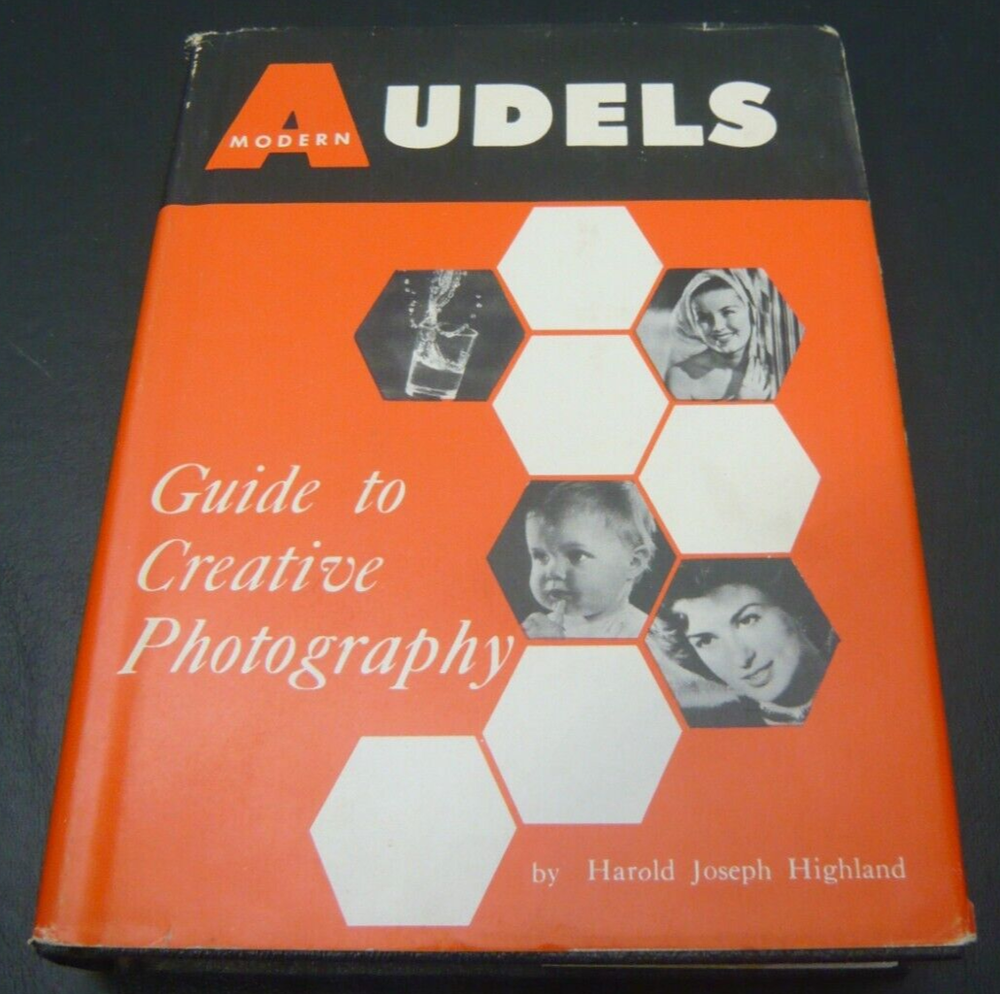 AUDELS
MODERN
Guide to
Creative
Photography
by Harold Joseph Highland